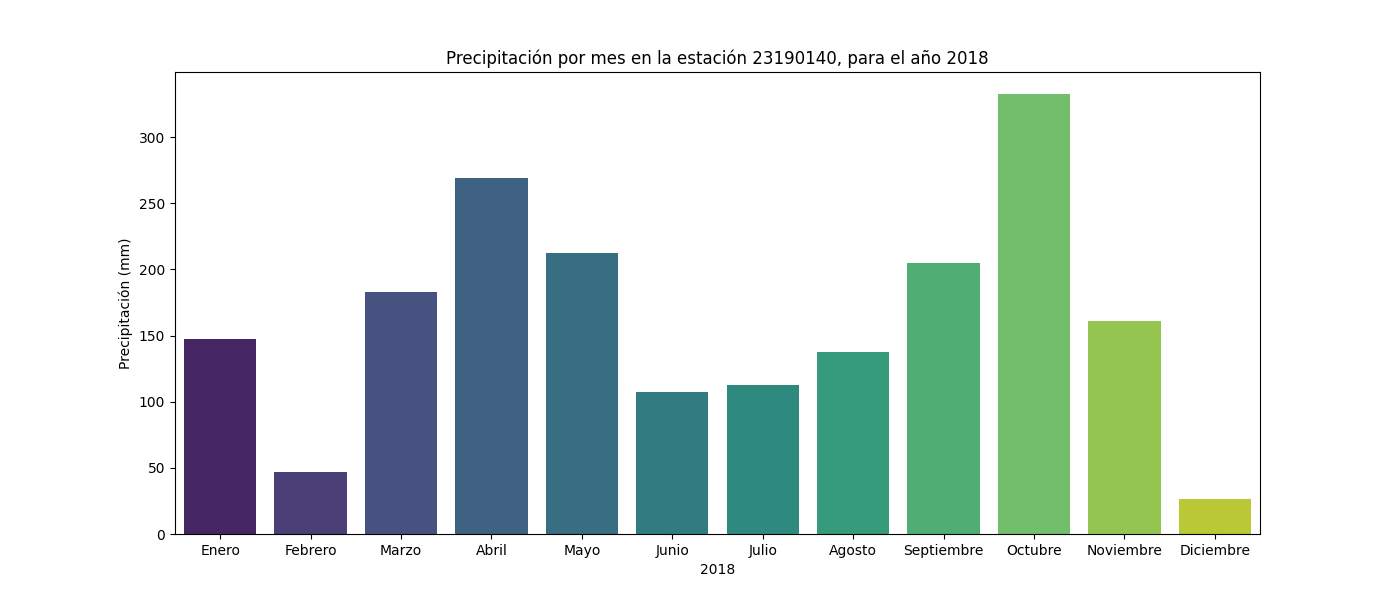 Precipitación por mes en la estación 23190140, para el año 2018
Precipitación (mm)
300
250
200
150
100
50
0
Enero Febrero Marzo Abril Mayo Junio Julio Agosto Septiembre Octubre Noviembre Diciembre
2018